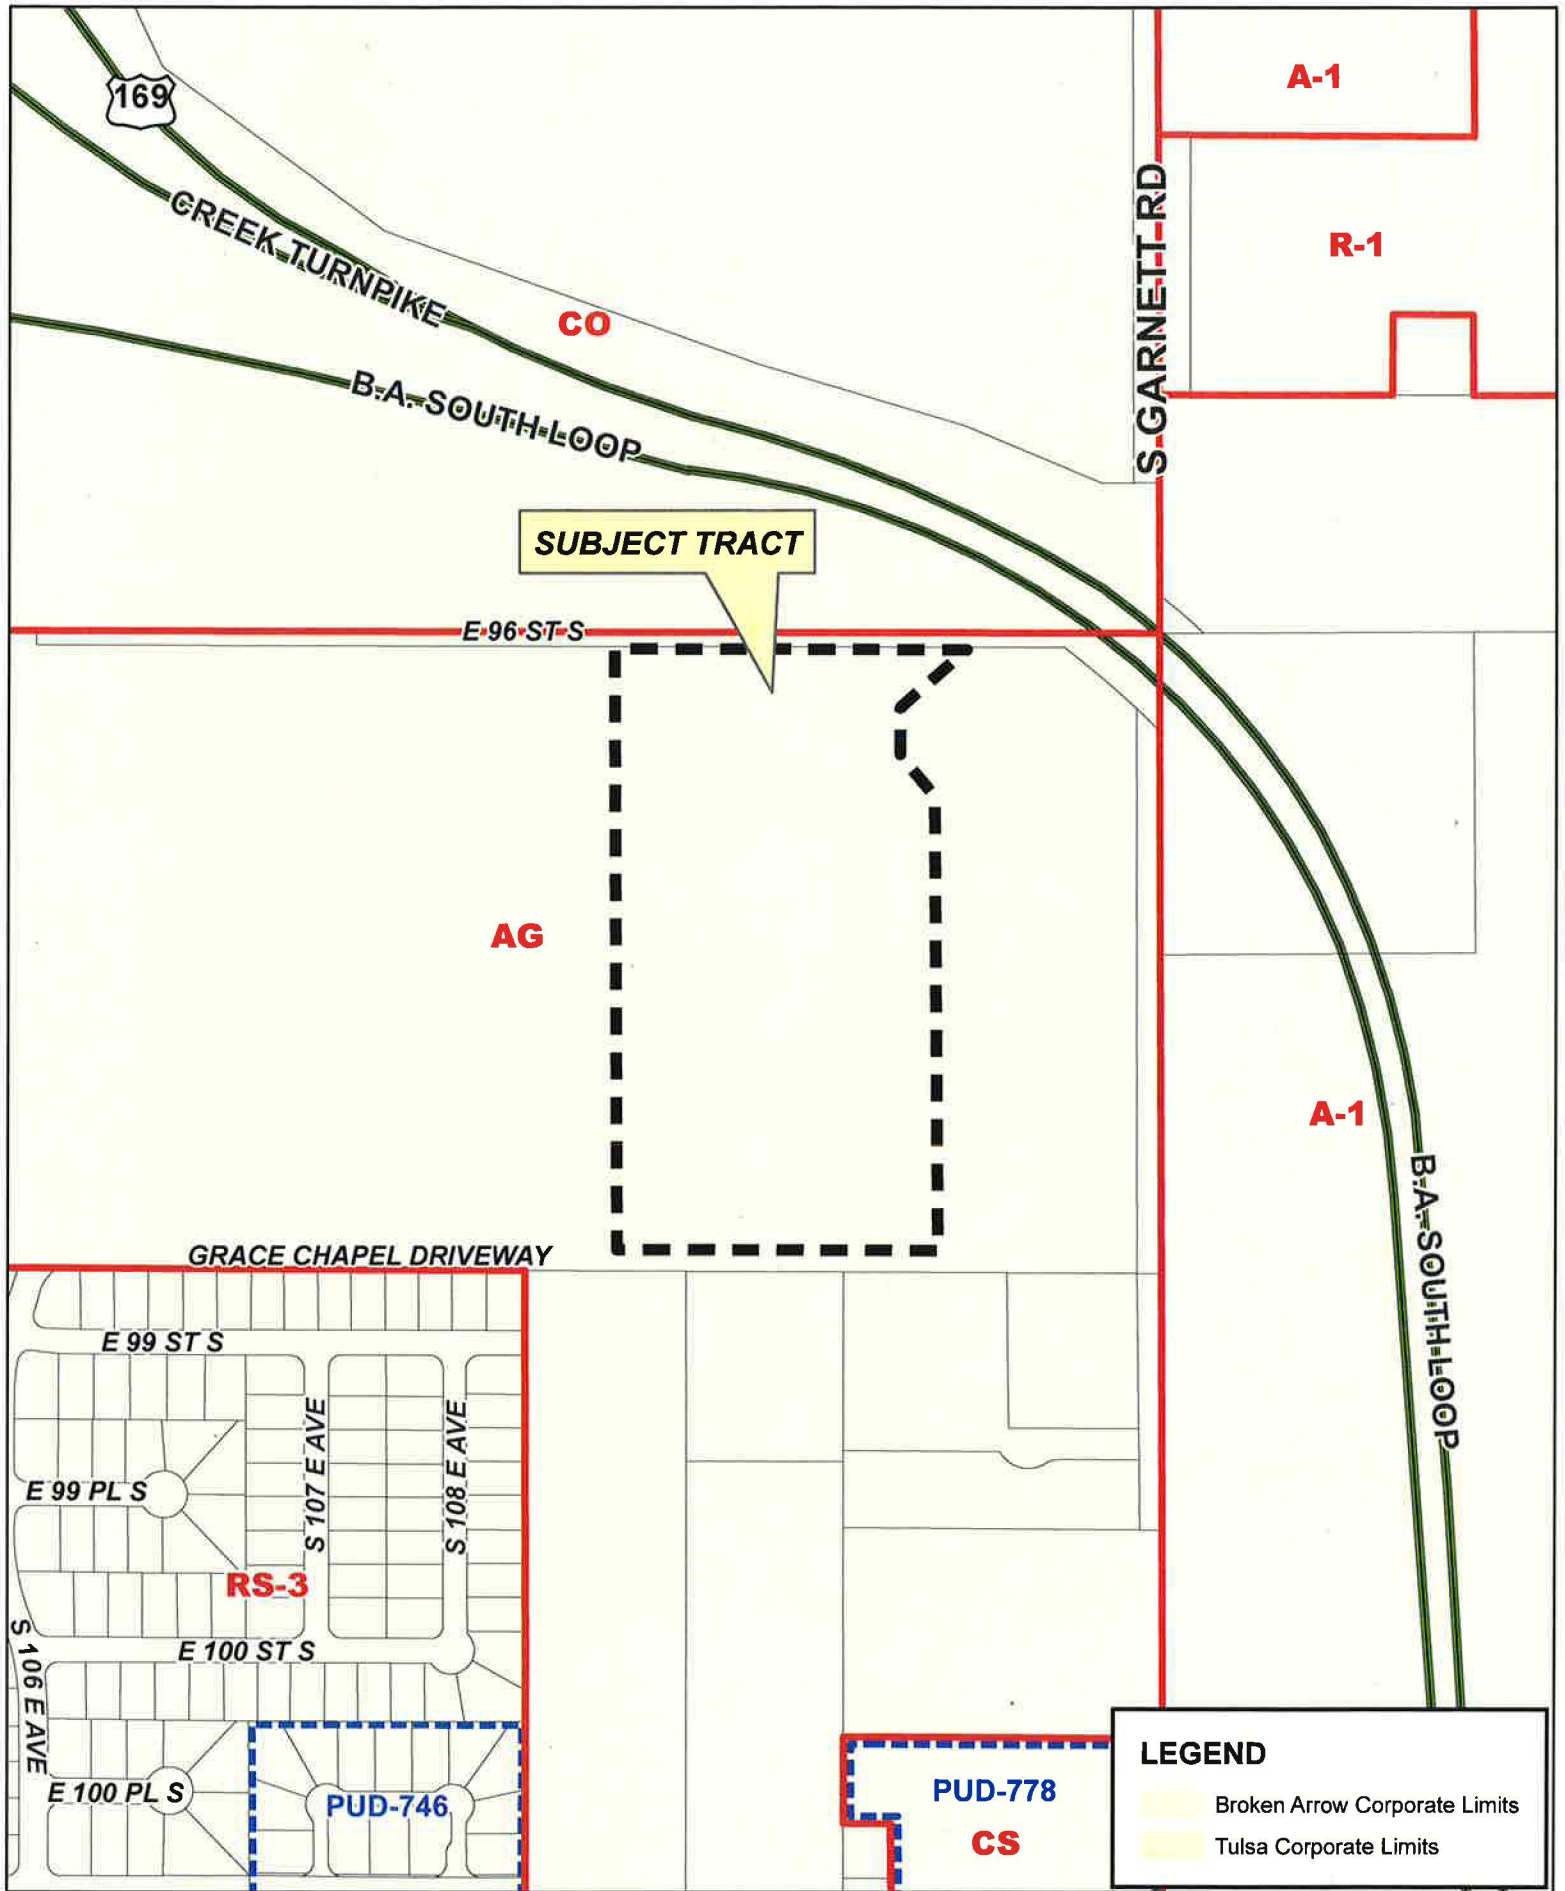 A-1
169
CREEK TURNPIKE
S GARNETT RD
R-1
CO
B.A. SOUTH LOOP
SUBJECT TRACT
E 96 ST S
AG
A-1
B.A. SOUTH LOOP
GRACE CHAPEL DRIVEWAY
E 99 ST S
S 107 E AVE
S 108 E AVE
E 99 PL S
RS-3
E 100 ST S
S 106 E AVE
E 100 PL S
PUD-746
PUD-778
CS
LEGEND
Broken Arrow Corporate Limits
Tulsa Corporate Limits